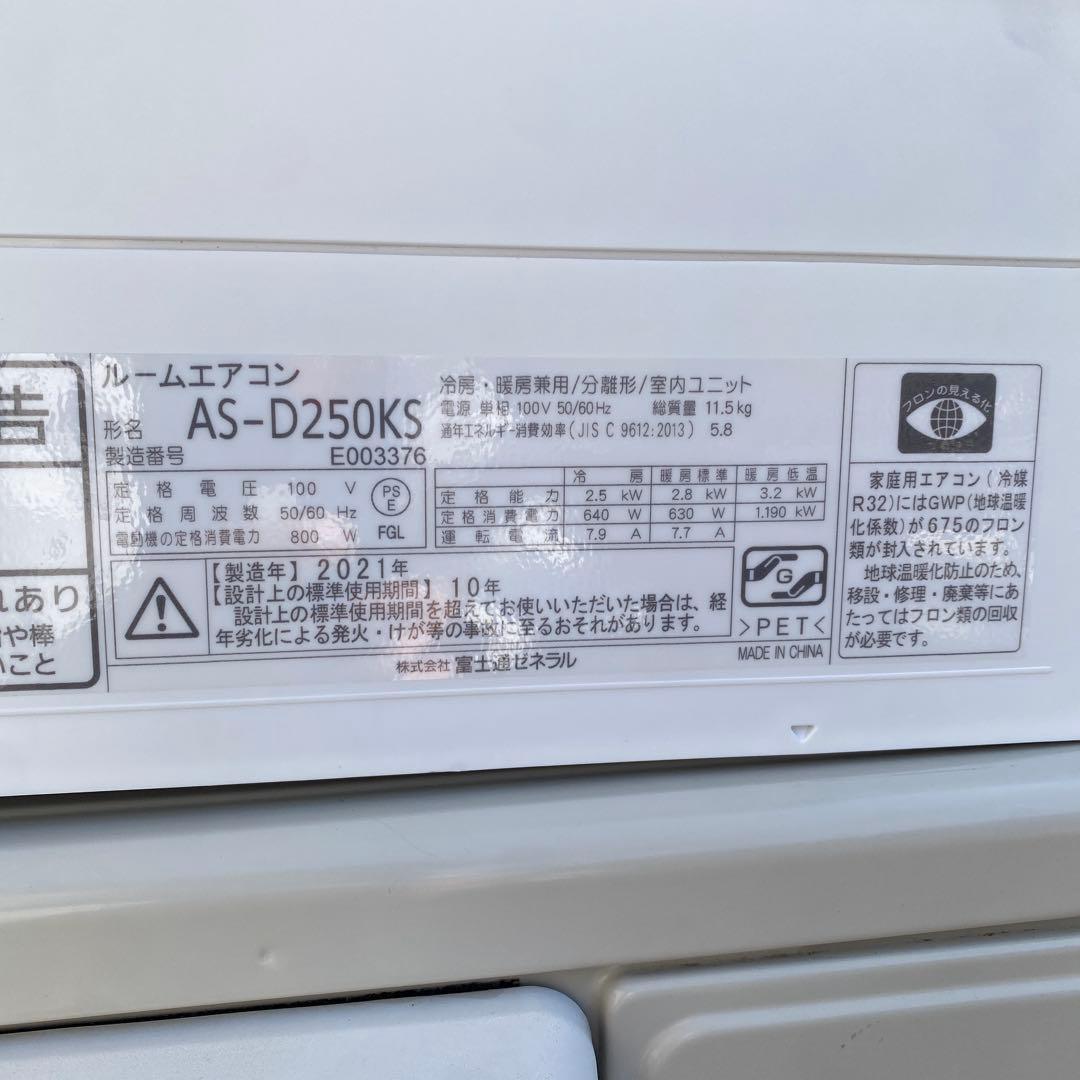 告
れあり
や棒
いこと
ルームエアコン
形名 AS-D250KS
製造番号 E003376
冷房・暖房兼用/分離形/室内ユニット
電源 単相 100V 50/60Hz 総質量 11.5kg
通年エネルギー消費効率(JIS C 9612:2013) 5.8
定格電圧 100 V
定格周波数 50/60 Hz
電動機の定格消費電力 800 W
PS
E
FGL
冷房 暖房標準 暖房低温
定格能力 2.5 kW 2.8 kW 3.2 kW
定格消費電力 640 W 630 W 1.190 kW
運転電流 7.9 A 7.7 A
【製造年】2021年
【設計上の標準使用期間】10年
設計上の標準使用期間を超えてお使いいただいた場合は、経
年劣化による発火・けが等の事故に至るおそれがあります。
株式会社 富士通ゼネラル
G
>PET<
MADE IN CHINA
フロンの見える化
家庭用エアコン(冷媒
R32)にはGWP(地球温暖
化係数)が675のフロン
類が封入されています。
地球温暖化防止のため、
移設・修理・廃棄等にあ
たってはフロン類の回収
が必要です。